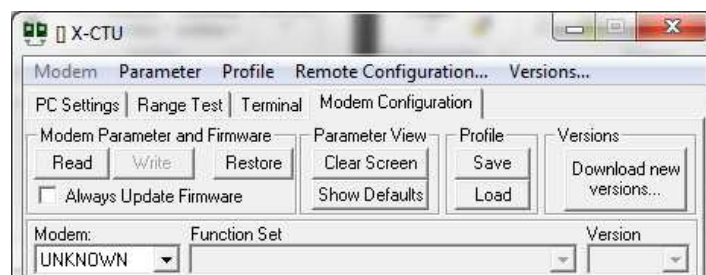 X-CTU
Modem Parameter Profile Remote Configuration... Versions...
PC Settings Range Test Terminal Modem Configuration
Modem Parameter and Firmware Parameter View Profile Versions
Read Write Restore Clear Screen Save Download new versions...
Always Update Firmware Show Defaults Load
Modem: Function Set Version
UNKNOWN